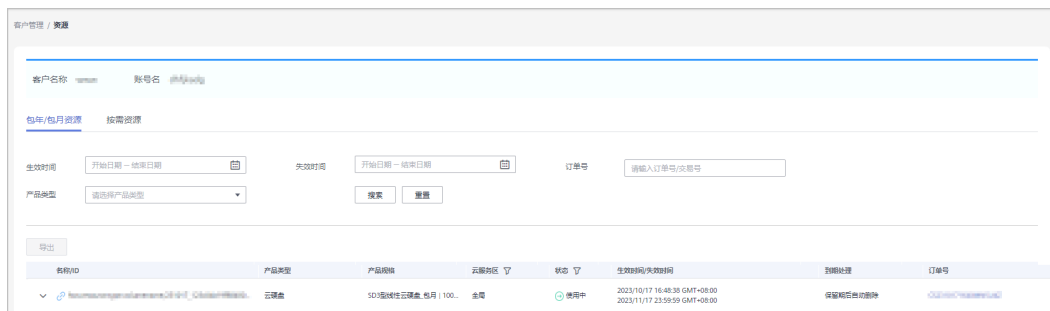 客户管理 / 资源
客户名称 账号名
包年/包月资源 按需资源
生效时间 开始日期 – 结束日期 失效时间 开始日期 – 结束日期 订单号 请输入订单号/交易号
产品类型 请选择产品类型 搜索 重置
导出
名称/ID 产品类型 产品规格 云服务区 状态 生效时间/失效时间 到期处理 订单号
云硬盘 SD3型线性云硬盘_包月 | 100... 全局 使用中 2023/10/17 16:48:38 GMT+08:00 保留期后自动删除
2023/11/17 23:59:59 GMT+08:00